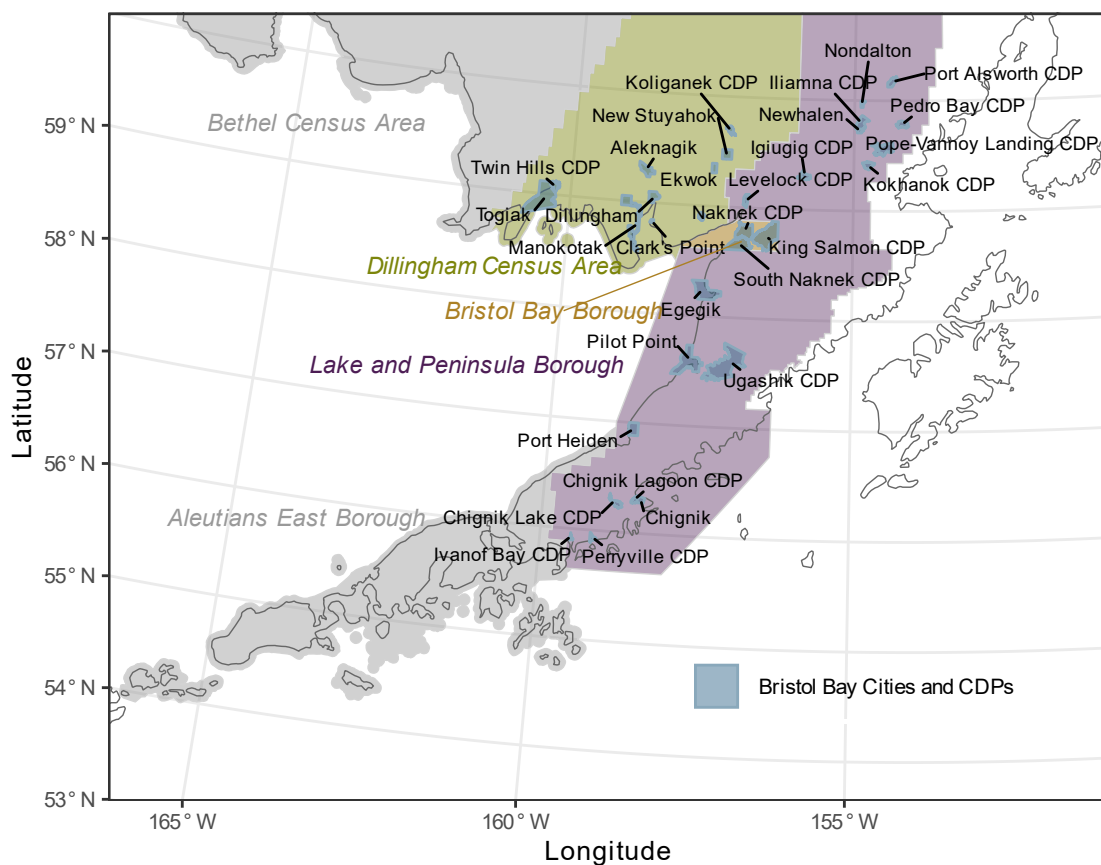 Nondalton
Koliganek CDP
Iliamna CDP
Port Alsworth CDP
New Stuyahok
Newhalen
Pedro Bay CDP
59° N
Bethel Census Area
Aleknagik
Igiugig CDP
Pope-Vannoy Landing CDP
Twin Hills CDP
Ekwok
Levelock CDP
Kokhanok CDP
Togiak
Dillingham
Naknek CDP
58° N
Manokotak
Clark's Point
King Salmon CDP
Dillingham Census Area
South Naknek CDP
Bristol Bay Borough
Egegik
57° N
Pilot Point
Lake and Peninsula Borough
Ugashik CDP
Latitude
Port Heiden
56° N
Chignik Lagoon CDP
Aleutians East Borough
Chignik Lake CDP
Chignik
Ivanof Bay CDP
Perryville CDP
55° N
54° N
Bristol Bay Cities and CDPs
53° N
165° W
160° W
155° W
Longitude